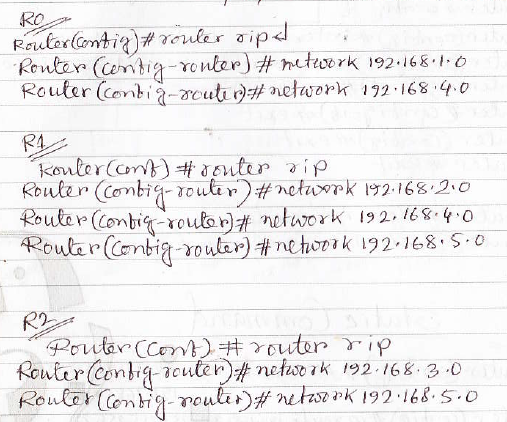 R0
Router(config)# router rip↵
Router (config-router) # network 192.168.1.0
Router (config-router)# network 192.168.4.0
R1
Router(conf) # router rip
Router (config-router) # network 192.168.2.0
Router (config-router)# network 192.168.4.0
Router (config-router)# network 192.168.5.0
R2
Router (conf) # router rip
Router (config-router)# network 192.168.3.0
Router (config-router)# network 192.168.5.0